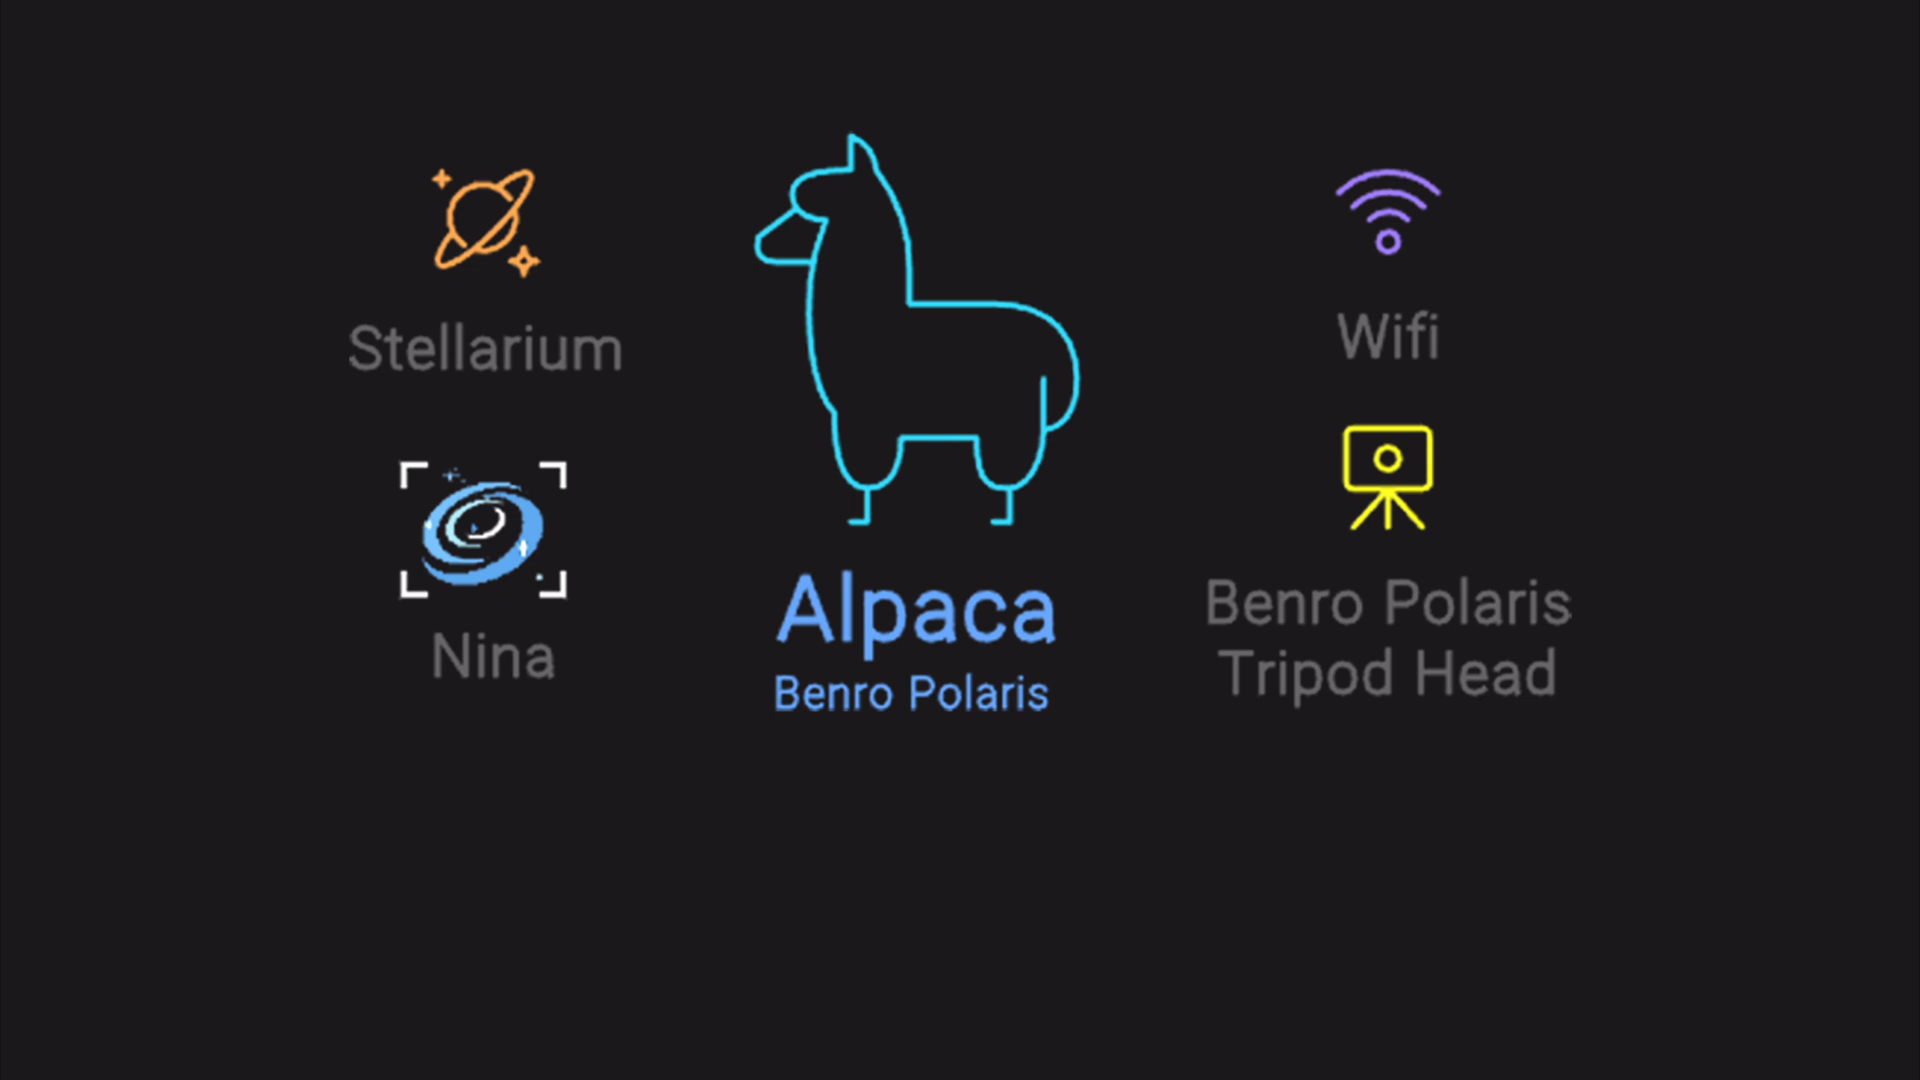 Stellarium
Nina
Alpaca
Benro Polaris
Wifi
Benro Polaris
Tripod Head